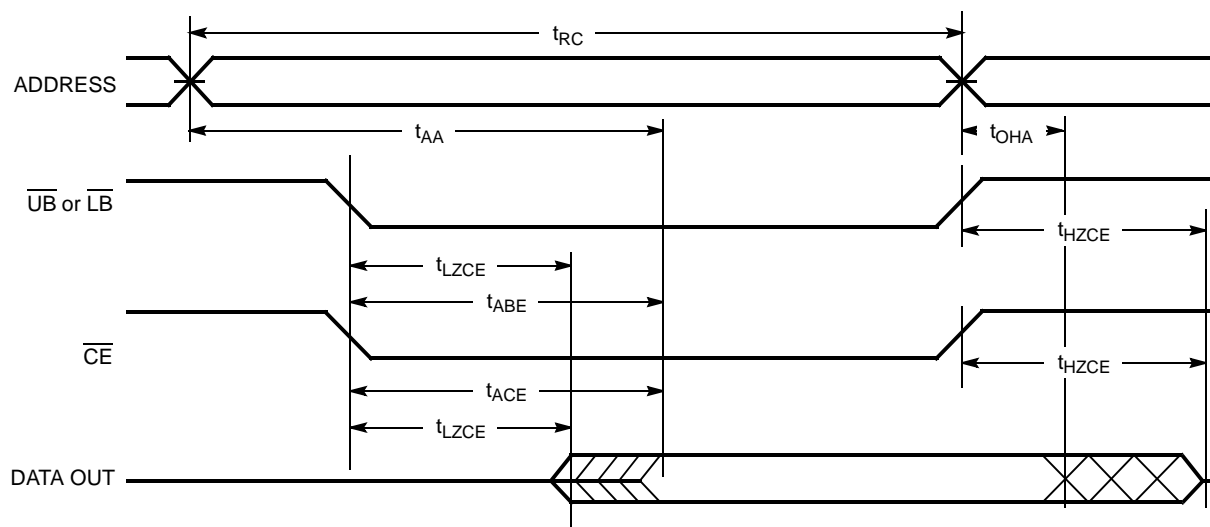 tRC
ADDRESS
tAA
tOHA
UB or LB
tHZCE
tLZCE
tABE
CE
tHZCE
tACE
tLZCE
DATA OUT